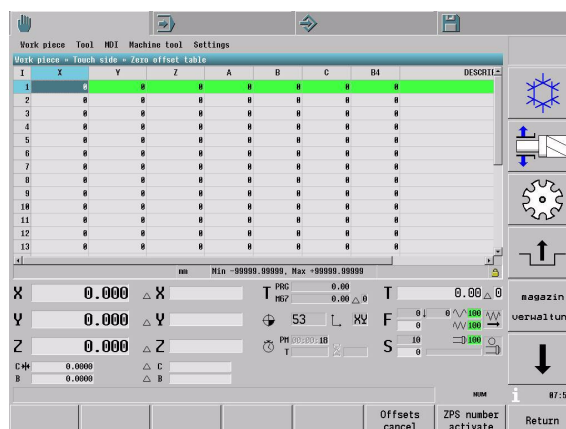 Work piece Tool MDI Machine tool Settings
Work piece » Touch side » Zero offset table
I X Y Z A B C B4 DESCRI
1 0 0 0 0 0 0 0
2 0 0 0 0 0 0 0
3 0 0 0 0 0 0 0
4 0 0 0 0 0 0 0
5 0 0 0 0 0 0 0
6 0 0 0 0 0 0 0
7 0 0 0 0 0 0 0
8 0 0 0 0 0 0 0
9 0 0 0 0 0 0 0
10 0 0 0 0 0 0 0
11 0 0 0 0 0 0 0
12 0 0 0 0 0 0 0
13 0 0 0 0 0 0 0
mm Min -99999.99999, Max +99999.99999
X 0.000 △ X T PRG 0.00 T 0.00 △ 0
H67 0.00 △ 0
Y 0.000 △ Y 53 XY F 0 0 100
0 100
Z 0.000 △ Z PM 00:00:18 S 10 100
T 0
C 0.0000 △ C
B 0.0000 △ B
magazin
verwaltun
NUM 07:5
Offsets cancel
ZPS number activate
Return